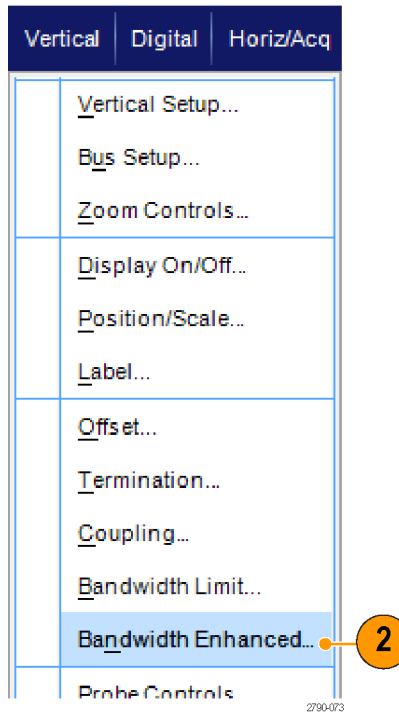 Vertical Digital Horiz/Acq
Vertical Setup...
Bus Setup...
Zoom Controls...
Display On/Off...
Position/Scale...
Label...
Offset...
Termination...
Coupling...
Bandwidth Limit...
Bandwidth Enhanced... 2
Probe Controls
2790-073